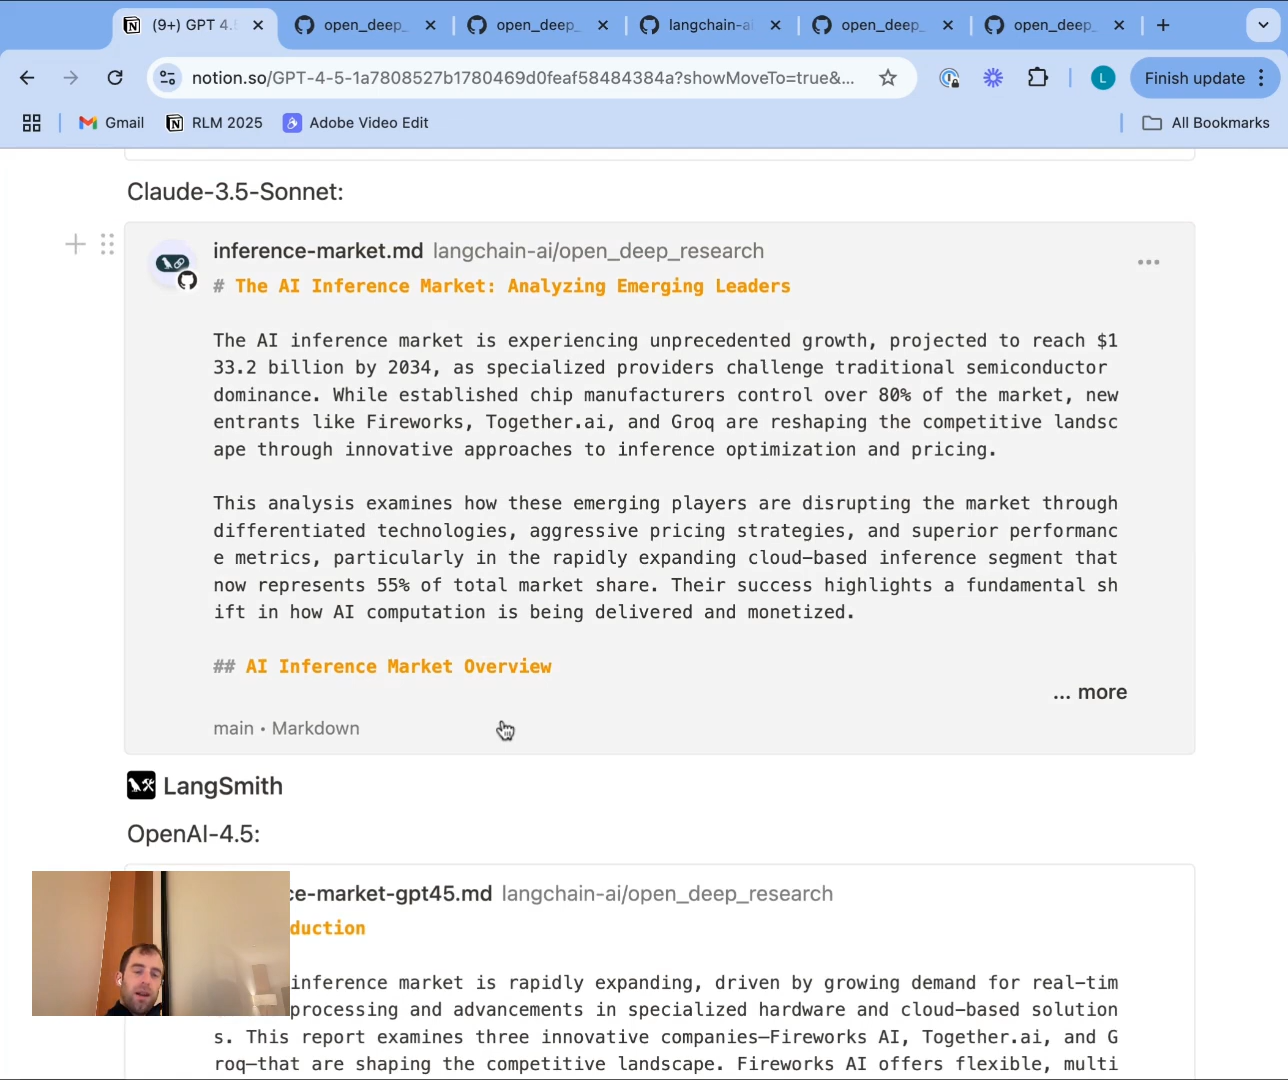 (9+) GPT 4.
open_deep_
open_deep_
langchain-ai
open_deep_
open_deep_
notion.so/GPT-4-5-1a7808527b1780469d0feaf58484384a?showMoveTo=true&...
L
Finish update
Gmail
RLM 2025
Adobe Video Edit
All Bookmarks
Claude-3.5-Sonnet:
inference-market.md langchain-ai/open_deep_research
# The AI Inference Market: Analyzing Emerging Leaders
The AI inference market is experiencing unprecedented growth, projected to reach $1
33.2 billion by 2034, as specialized providers challenge traditional semiconductor
dominance. While established chip manufacturers control over 80% of the market, new
entrants like Fireworks, Together.ai, and Groq are reshaping the competitive landsc
ape through innovative approaches to inference optimization and pricing.
This analysis examines how these emerging players are disrupting the market through
differentiated technologies, aggressive pricing strategies, and superior performanc
e metrics, particularly in the rapidly expanding cloud-based inference segment that
now represents 55% of total market share. Their success highlights a fundamental sh
ift in how AI computation is being delivered and monetized.
## AI Inference Market Overview
... more
main • Markdown
LangSmith
OpenAI-4.5:
ce-market-gpt45.md langchain-ai/open_deep_research
duction
inference market is rapidly expanding, driven by growing demand for real-tim
processing and advancements in specialized hardware and cloud-based solution
s. This report examines three innovative companies—Fireworks AI, Together.ai, and G
roq—that are shaping the competitive landscape. Fireworks AI offers flexible, multi